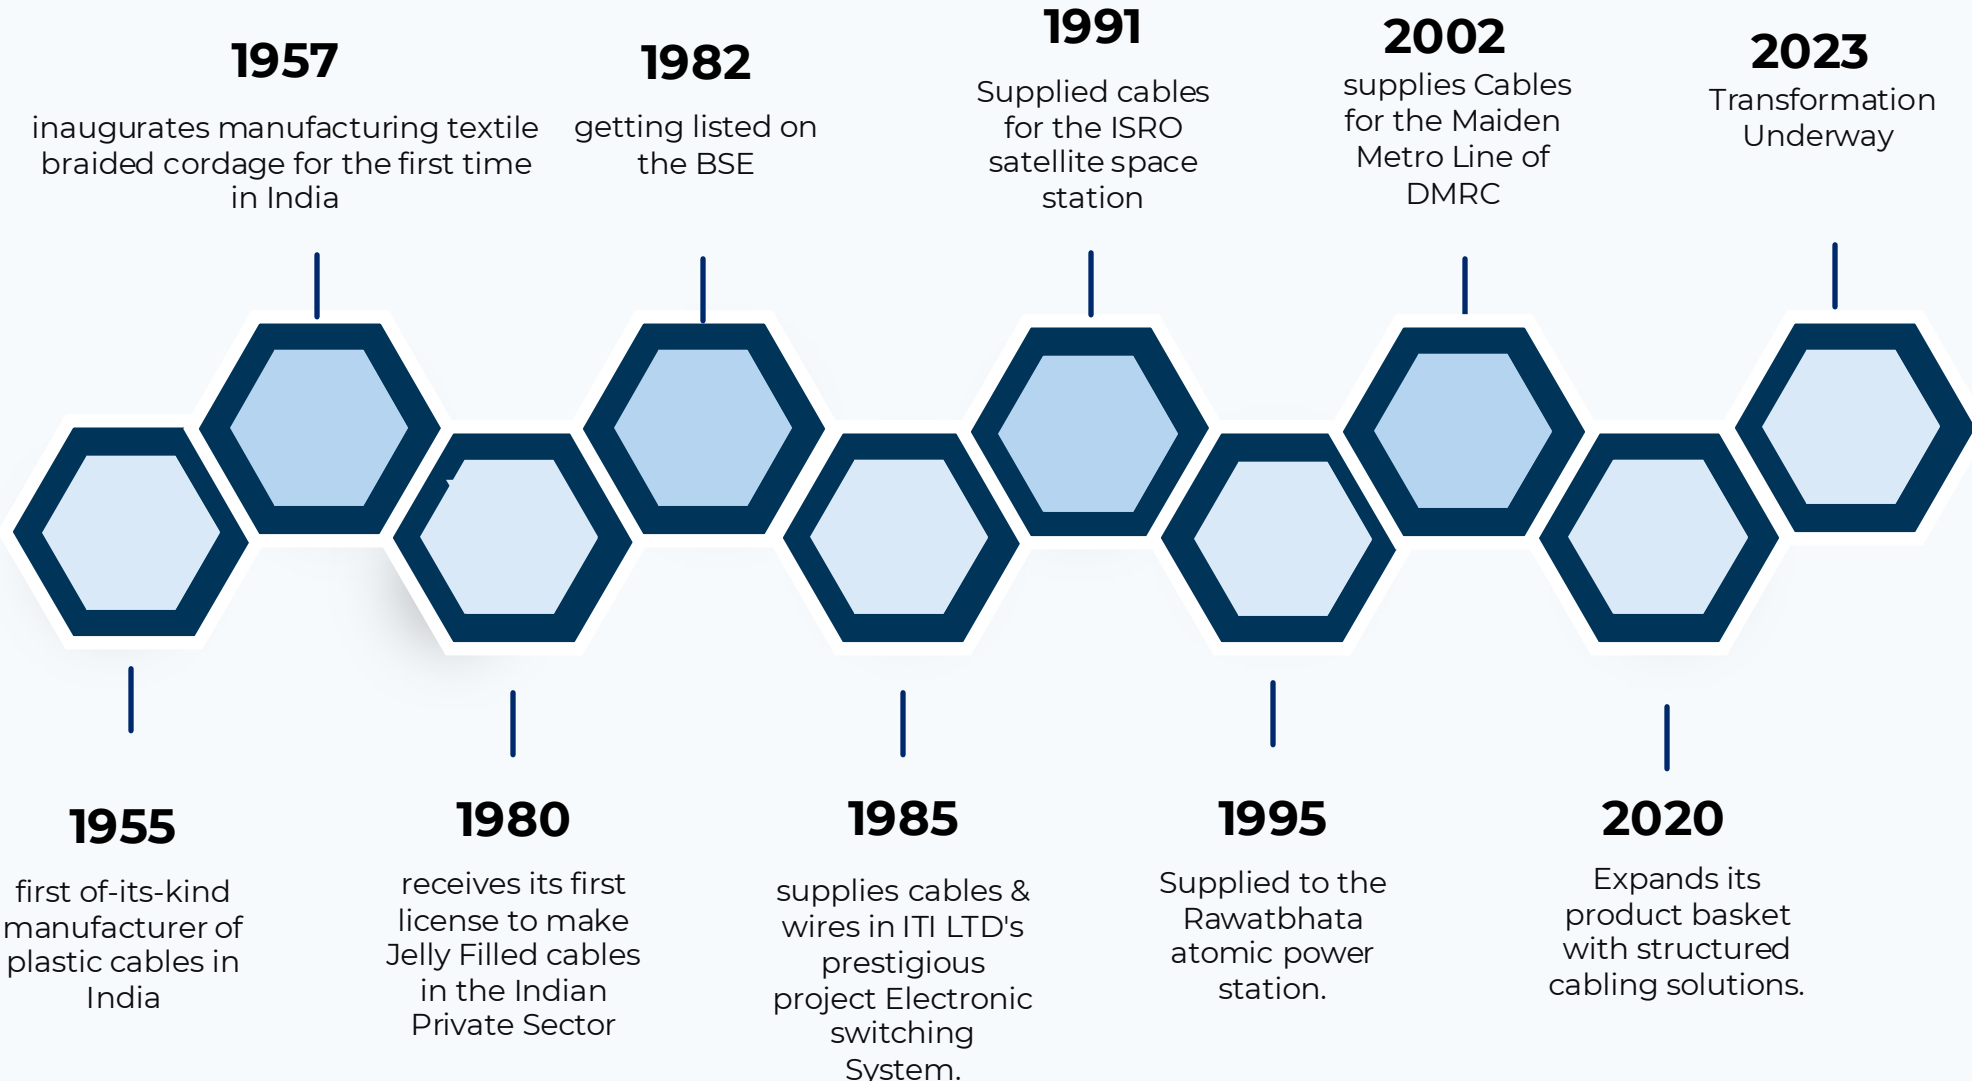 1957
inaugurates manufacturing textile
braided cordage for the first time
in India
1982
getting listed on
the BSE
1991
Supplied cables
for the ISRO
satellite space
station
2002
supplies Cables
for the Maiden
Metro Line of
DMRC
2023
Transformation
Underway
1955
first of-its-kind
manufacturer of
plastic cables in
India
1980
receives its first
license to make
Jelly Filled cables
in the Indian
Private Sector
1985
supplies cables &
wires in ITI LTD's
prestigious
project Electronic
switching
System.
1995
Supplied to the
Rawatbhata
atomic power
station.
2020
Expands its
product basket
with structured
cabling solutions.